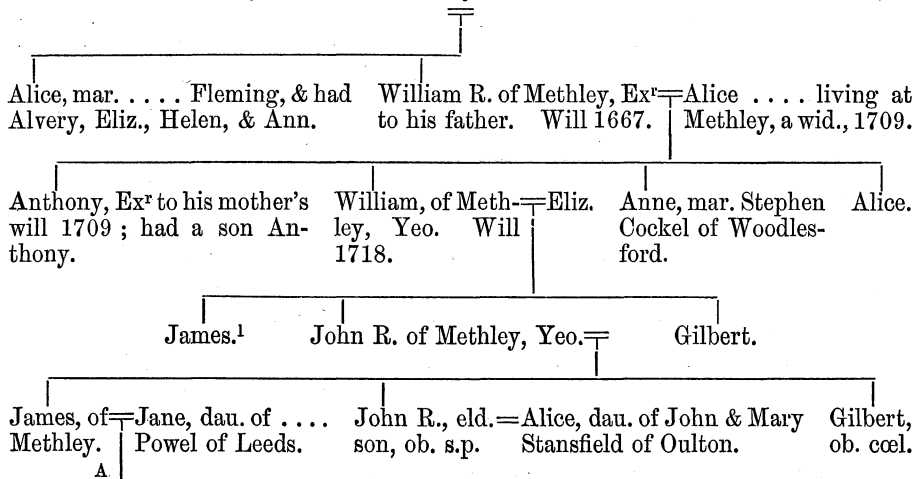 Alice, mar. . . . . . Fleming, & had
Alvery, Eliz., Helen, & Ann.
William R. of Methley, Exʳ
to his father. Will 1667.
Alice . . . . living at
Methley, a wid., 1709.
Anthony, Exʳ to his mother's
will 1709 ; had a son An-
thony.
William, of Meth-
ley, Yeo. Will
1718.
Eliz.
Anne, mar. Stephen
Cockel of Woodles-
ford.
Alice.
James.¹
John R. of Methley, Yeo.
Gilbert.
James, of
Methley.
A
Jane, dau. of . . . .
Powel of Leeds.
John R., eld.
son, ob. s.p.
Alice, dau. of John & Mary
Stansfield of Oulton.
Gilbert,
ob. cœl.